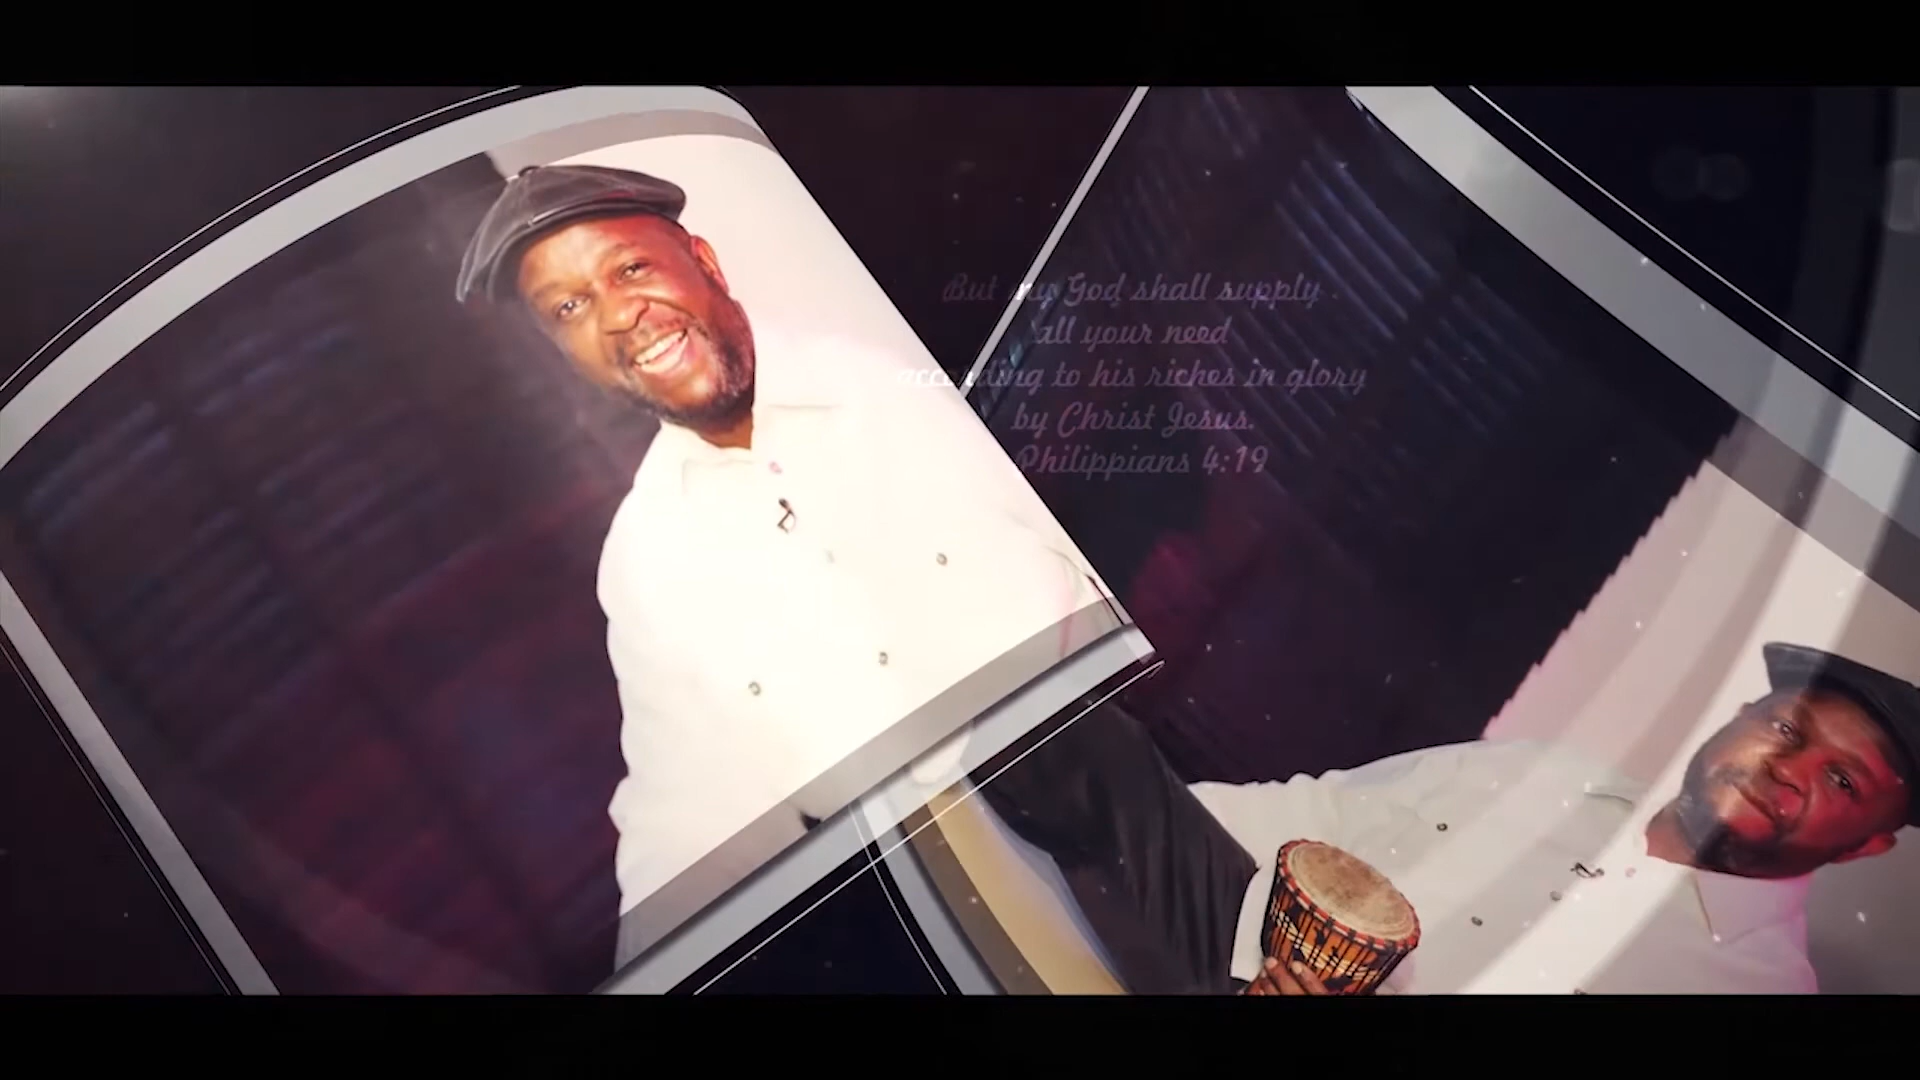 But my God shall supply
all your need
according to his riches in glory
by Christ Jesus.
Philippians 4:19